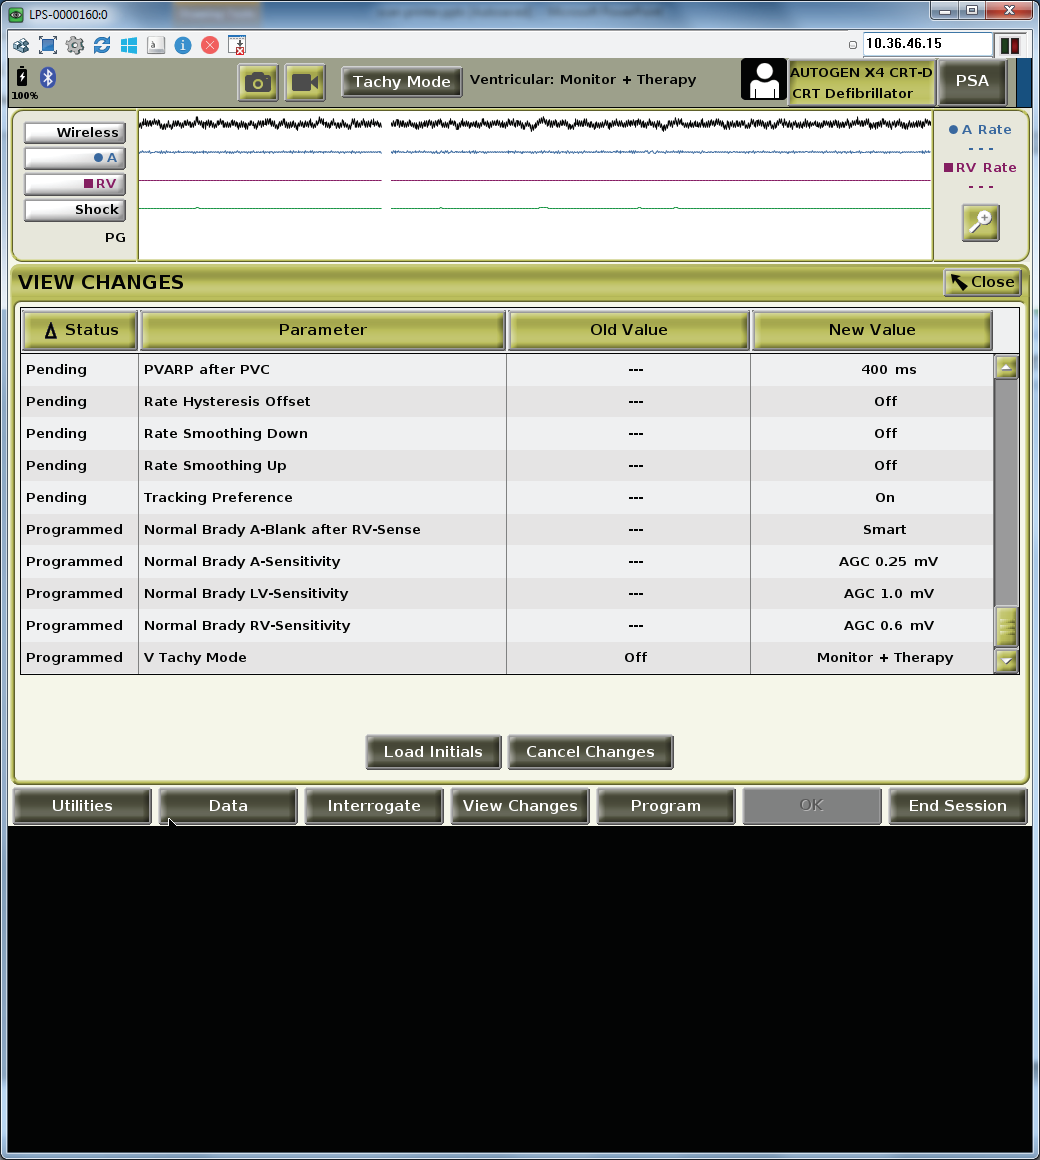 LPS-0000160:0
10.36.46.15
100%
Tachy Mode
Ventricular: Monitor + Therapy
AUTOGEN X4 CRT-D
CRT Defibrillator
PSA
Wireless
A
RV
Shock
PG
A Rate
---
RV Rate
---
VIEW CHANGES
Close
Status Parameter Old Value New Value
Pending PVARP after PVC --- 400 ms
Pending Rate Hysteresis Offset --- Off
Pending Rate Smoothing Down --- Off
Pending Rate Smoothing Up --- Off
Pending Tracking Preference --- On
Programmed Normal Brady A-Blank after RV-Sense --- Smart
Programmed Normal Brady A-Sensitivity --- AGC 0.25 mV
Programmed Normal Brady LV-Sensitivity --- AGC 1.0 mV
Programmed Normal Brady RV-Sensitivity --- AGC 0.6 mV
Programmed V Tachy Mode Off Monitor + Therapy
Load Initials Cancel Changes
Utilities Data Interrogate View Changes Program OK End Session